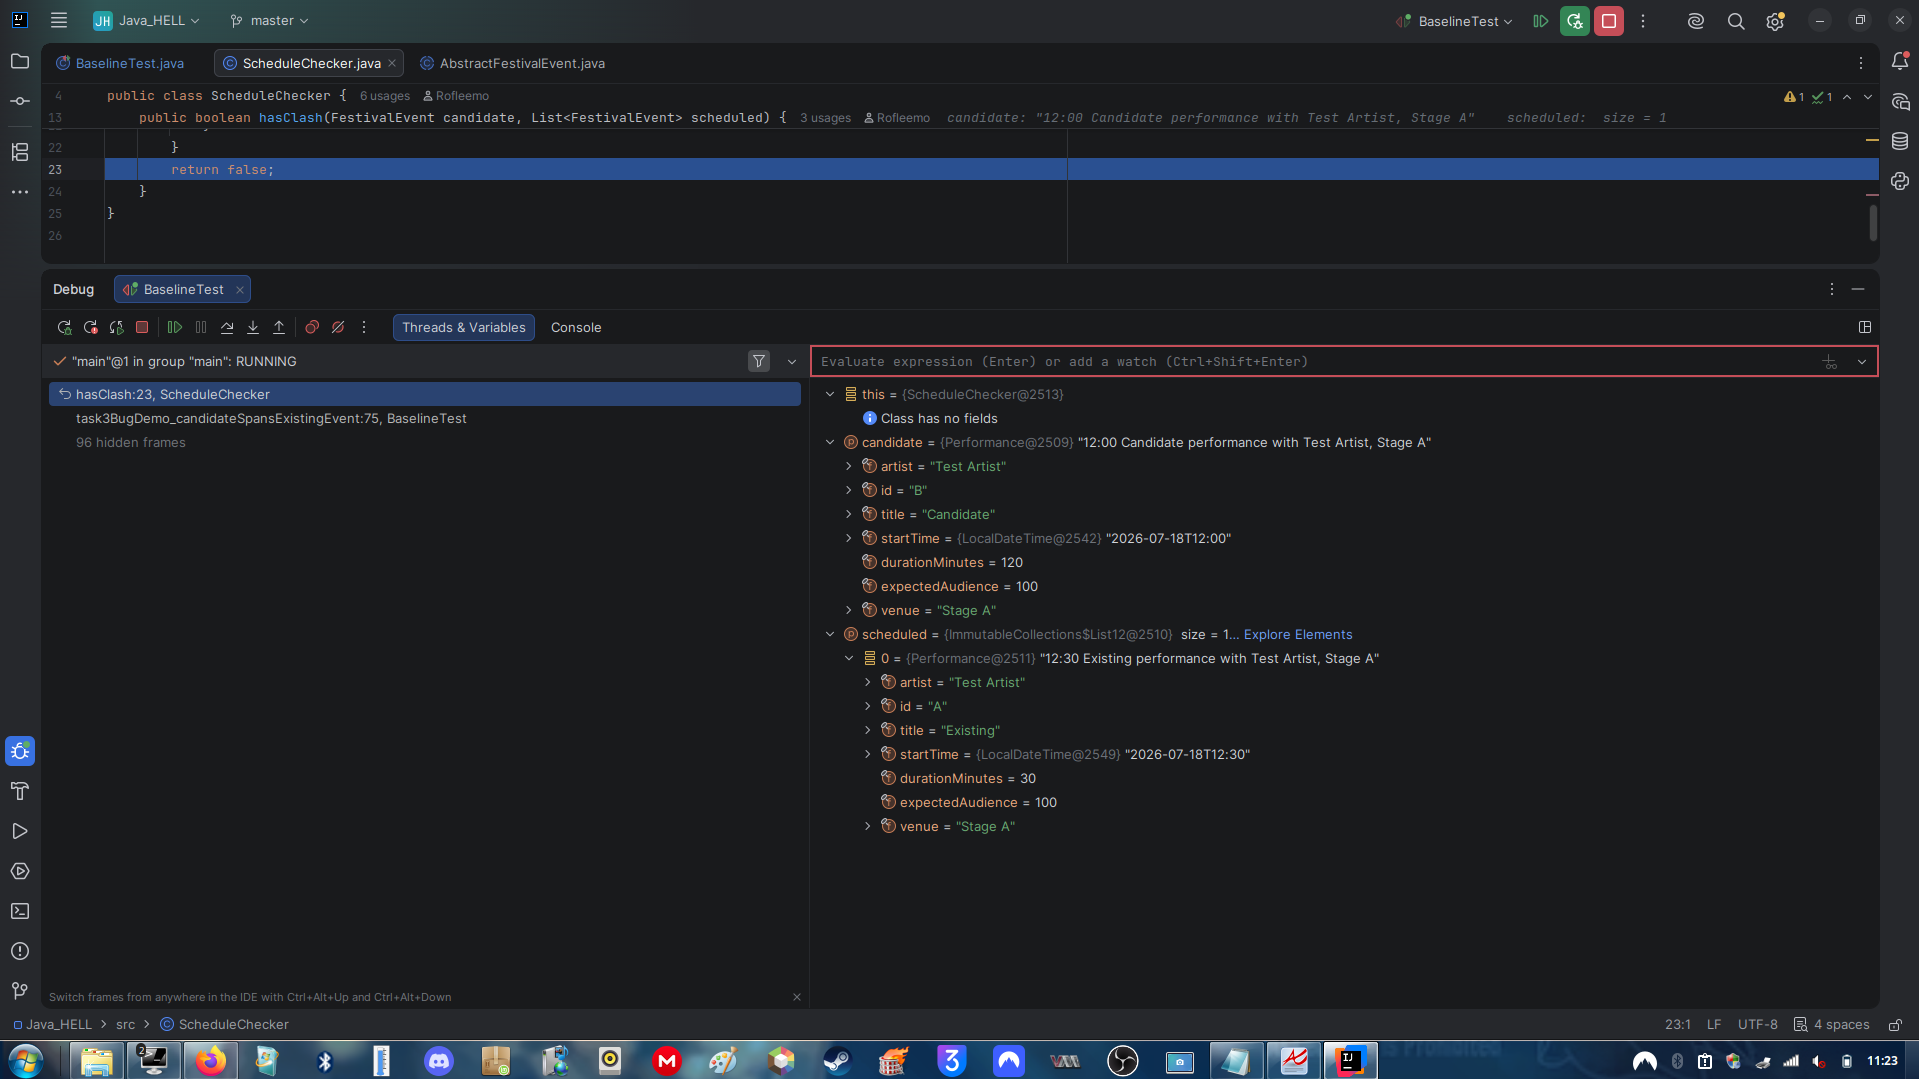 JH Java_HELL master BaselineTest
BaselineTest.java ScheduleChecker.java AbstractFestivalEvent.java
4 public class ScheduleChecker { 6 usages Rofleemo 1 1
13 public boolean hasClash(FestivalEvent candidate, List<FestivalEvent> scheduled) { 3 usages Rofleemo candidate: "12:00 Candidate performance with Test Artist, Stage A" scheduled: size = 1
22 }
23 return false;
24 }
25 }
26
Debug BaselineTest
Threads & Variables Console
"main"@1 in group "main": RUNNING
Evaluate expression (Enter) or add a watch (Ctrl+Shift+Enter)
hasClash:23, ScheduleChecker
task3BugDemo_candidateSpansExistingEvent:75, BaselineTest
96 hidden frames
this = {ScheduleChecker@2513}
Class has no fields
candidate = {Performance@2509} "12:00 Candidate performance with Test Artist, Stage A"
artist = "Test Artist"
id = "B"
title = "Candidate"
startTime = {LocalDateTime@2542} "2026-07-18T12:00"
durationMinutes = 120
expectedAudience = 100
venue = "Stage A"
scheduled = {ImmutableCollections$List12@2510} size = 1... Explore Elements
0 = {Performance@2511} "12:30 Existing performance with Test Artist, Stage A"
artist = "Test Artist"
id = "A"
title = "Existing"
startTime = {LocalDateTime@2549} "2026-07-18T12:30"
durationMinutes = 30
expectedAudience = 100
venue = "Stage A"
Switch frames from anywhere in the IDE with Ctrl+Alt+Up and Ctrl+Alt+Down
Java_HELL > src > ScheduleChecker 23:1 LF UTF-8 4 spaces
11:23